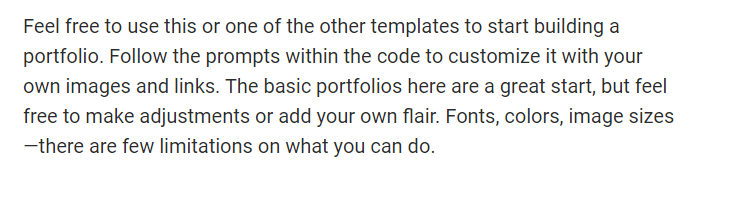 Feel free to use this or one of the other templates to start building a
portfolio. Follow the prompts within the code to customize it with your
own images and links. The basic portfolios here are a great start, but feel
free to make adjustments or add your own flair. Fonts, colors, image sizes
—there are few limitations on what you can do.